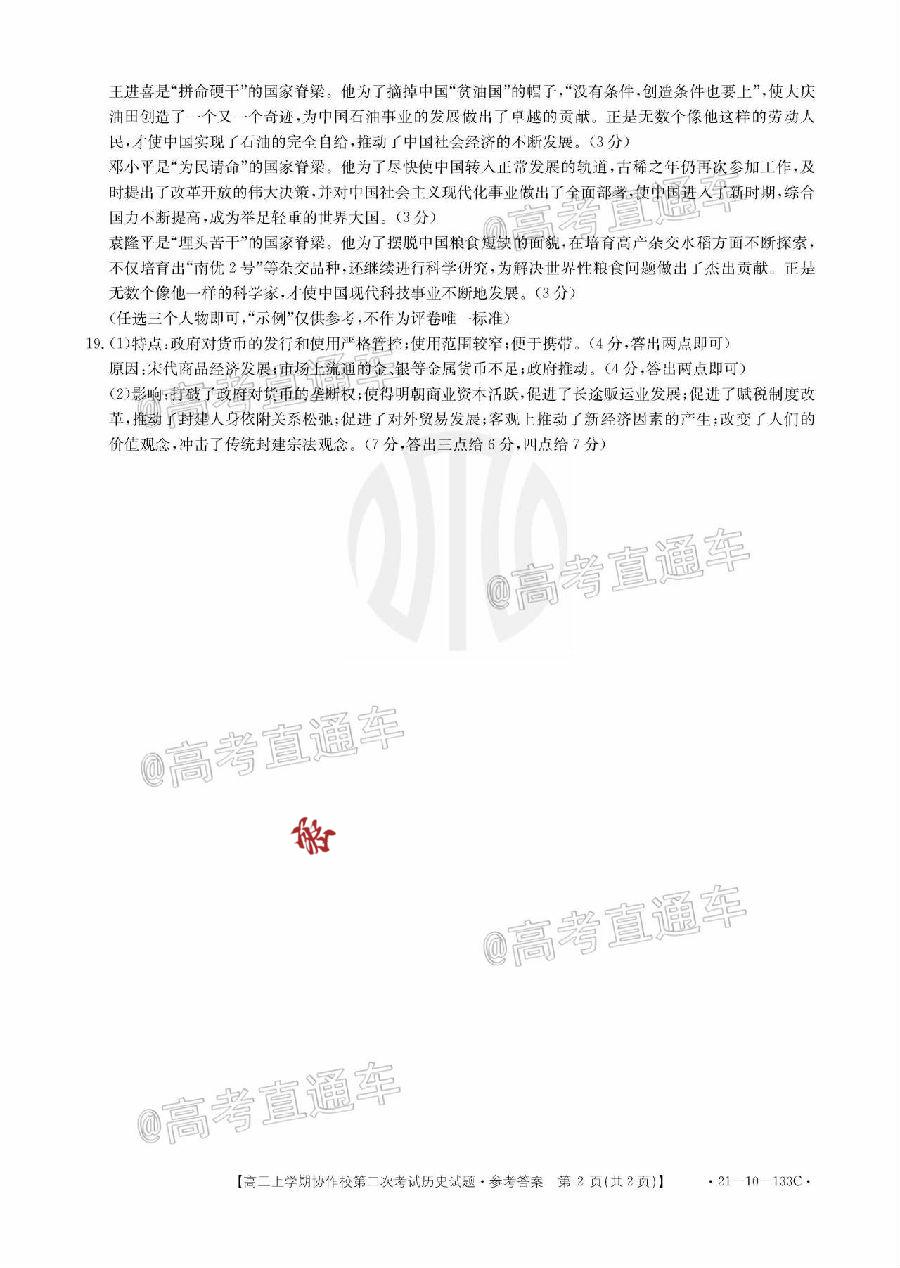 王进喜是“拼命硬干”的国家脊梁。他为了摘掉中国“贫油国”的帽子,“没有条件,创造条件也要上”,使大庆
油田创造了一个又一个奇迹,为中国石油事业的发展做出了卓越的贡献。正是无数个像他这样的劳动人
民,才使中国实现了石油的完全自给,推动了中国社会经济的不断发展。(3分)
邓小平是“为民请命”的国家脊梁。他为了尽快使中国转入正常发展的轨道,古稀之年仍再次参加工作,及
时提出了改革开放的伟大决策,并对中国社会主义现代化事业做出了全面部署,使中国进入了新时期,综合
国力不断提高,成为举足轻重的世界大国。(3分)
袁隆平是“埋头苦干”的国家脊梁。他为了摆脱中国粮食短缺的面貌,在培育高产杂交水稻方面不断探索,
不仅培育出“南优2号”等杂交品种,还继续进行科学研究,为解决世界性粮食问题做出了杰出贡献。正是
无数个像他一样的科学家,才使中国现代科技事业不断地发展。(3分)
(任选三个人物即可,“示例”仅供参考,不作为评卷唯一标准)
19.(1)特点:政府对货币的发行和使用严格管控;使用范围较窄;便于携带。(4分,答出两点即可)
原因:宋代商品经济发展;市场上流通的金、银等金属货币不足;政府推动。(4分,答出两点即可)
(2)影响:打破了政府对货币的垄断权;使得明朝商业资本活跃,促进了长途贩运业发展;促进了赋税制度改
革,推动了封建人身依附关系松弛;促进了对外贸易发展;客观上推动了新经济因素的产生;改变了人们的
价值观念,冲击了传统封建宗法观念。(7分,答出三点给6分,四点给7分)
@高考直通车
@高考直通车
@高考直通车
@高考直通车
@高考直通车
@高考直通车
【高二上学期协作校第二次考试历史试题·参考答案 第2页(共2页)】 ·21-10-133C·